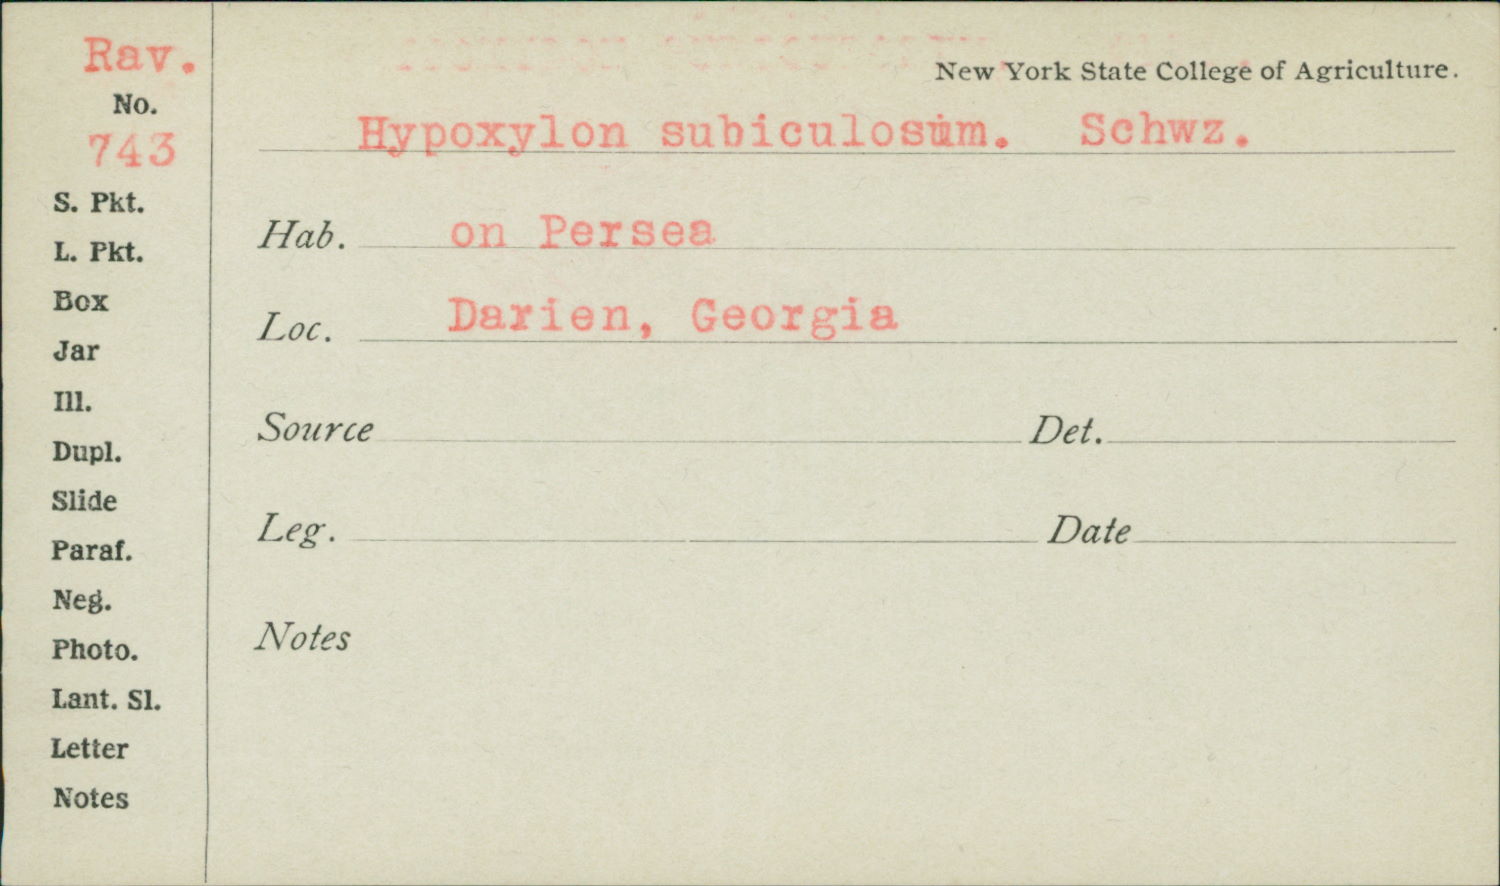 Rav.
New York State College of Agriculture.
No.
743
Hypoxylon subiculosum. Schwz.
S. Pkt.
Hab. on Persea
L. Pkt.
Box
Loc. Darien, Georgia
Jar
Ill.
Source Det.
Dupl.
Slide
Leg. Date
Paraf.
Neg.
Notes
Photo.
Lant. Sl.
Letter
Notes